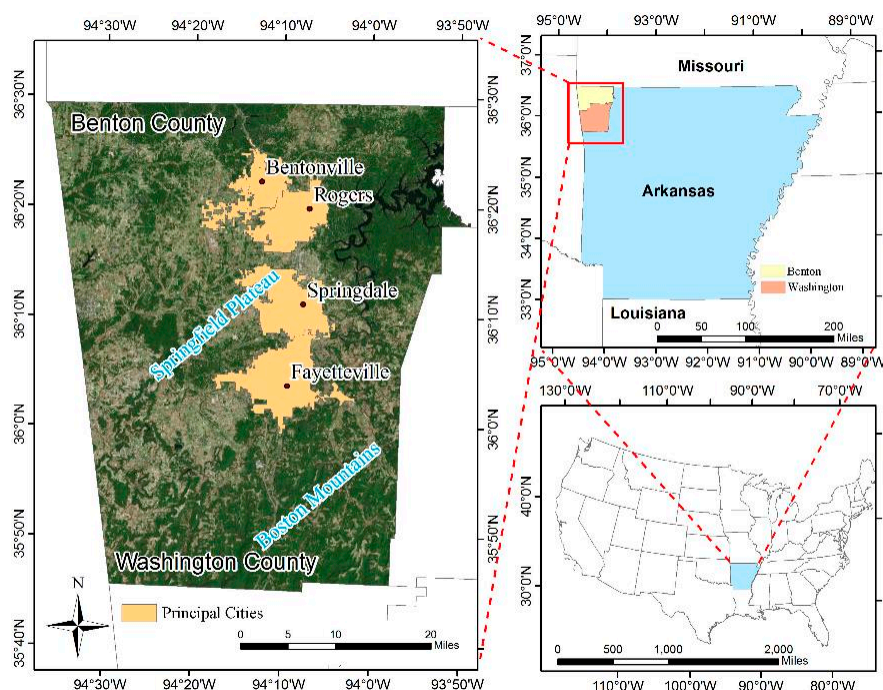 94°30'W 94°20'W 94°10'W 94°0'W 93°50'W
36°30'N
36°20'N
36°10'N
36°0'N
35°50'N
35°40'N
Benton County
Bentonville
Rogers
Springdale
Springfield Plateau
Fayetteville
Boston Mountains
Washington County
N
Principal Cities
0 5 10 20
Miles
36°30'N
36°20'N
36°10'N
36°0'N
35°50'N
94°30'W 94°20'W 94°10'W 94°0'W 93°50'W
95°0'W 93°0'W 91°0'W 89°0'W
37°0'N
36°0'N
35°0'N
34°0'N
33°0'N
Missouri
Arkansas
Benton
Washington
Louisiana
0 50 100 200
Miles
95°0'W 94°0'W 93°0'W 92°0'W 91°0'W 90°0'W 89°0'W
130°0'W 110°0'W 90°0'W 70°0'W
40°0'N
30°0'N
0 500 1,000 2,000
Miles
110°0'W 100°0'W 90°0'W 80°0'W